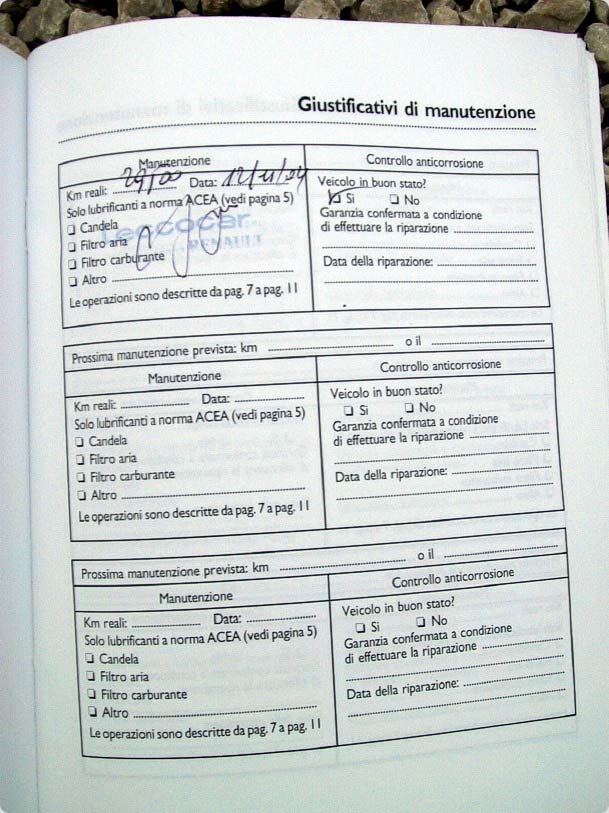 Giustificativi di manutenzione
Manutenzione
Km reali: Data: 12/11/04
Solo lubrificanti a norma ACEA (vedi pagina 5)
❏ Candela
❏ Filtro aria
❏ Filtro carburante
❏ Altro
Le operazioni sono descritte da pag. 7 a pag. 11
Leococar
RENAULT
Controllo anticorrosione
Veicolo in buon stato?
☑ Si ❏ No
Garanzia confermata a condizione
di effettuare la riparazione
Data della riparazione:
Prossima manutenzione prevista: km o il
Manutenzione
Km reali: Data:
Solo lubrificanti a norma ACEA (vedi pagina 5)
❏ Candela
❏ Filtro aria
❏ Filtro carburante
❏ Altro
Le operazioni sono descritte da pag. 7 a pag. 11
Controllo anticorrosione
Veicolo in buon stato?
❏ Si ❏ No
Garanzia confermata a condizione
di effettuare la riparazione
Data della riparazione:
Prossima manutenzione prevista: km o il
Manutenzione
Km reali: Data:
Solo lubrificanti a norma ACEA (vedi pagina 5)
❏ Candela
❏ Filtro aria
❏ Filtro carburante
❏ Altro
Le operazioni sono descritte da pag. 7 a pag. 11
Controllo anticorrosione
Veicolo in buon stato?
❏ Si ❏ No
Garanzia confermata a condizione
di effettuare la riparazione
Data della riparazione: